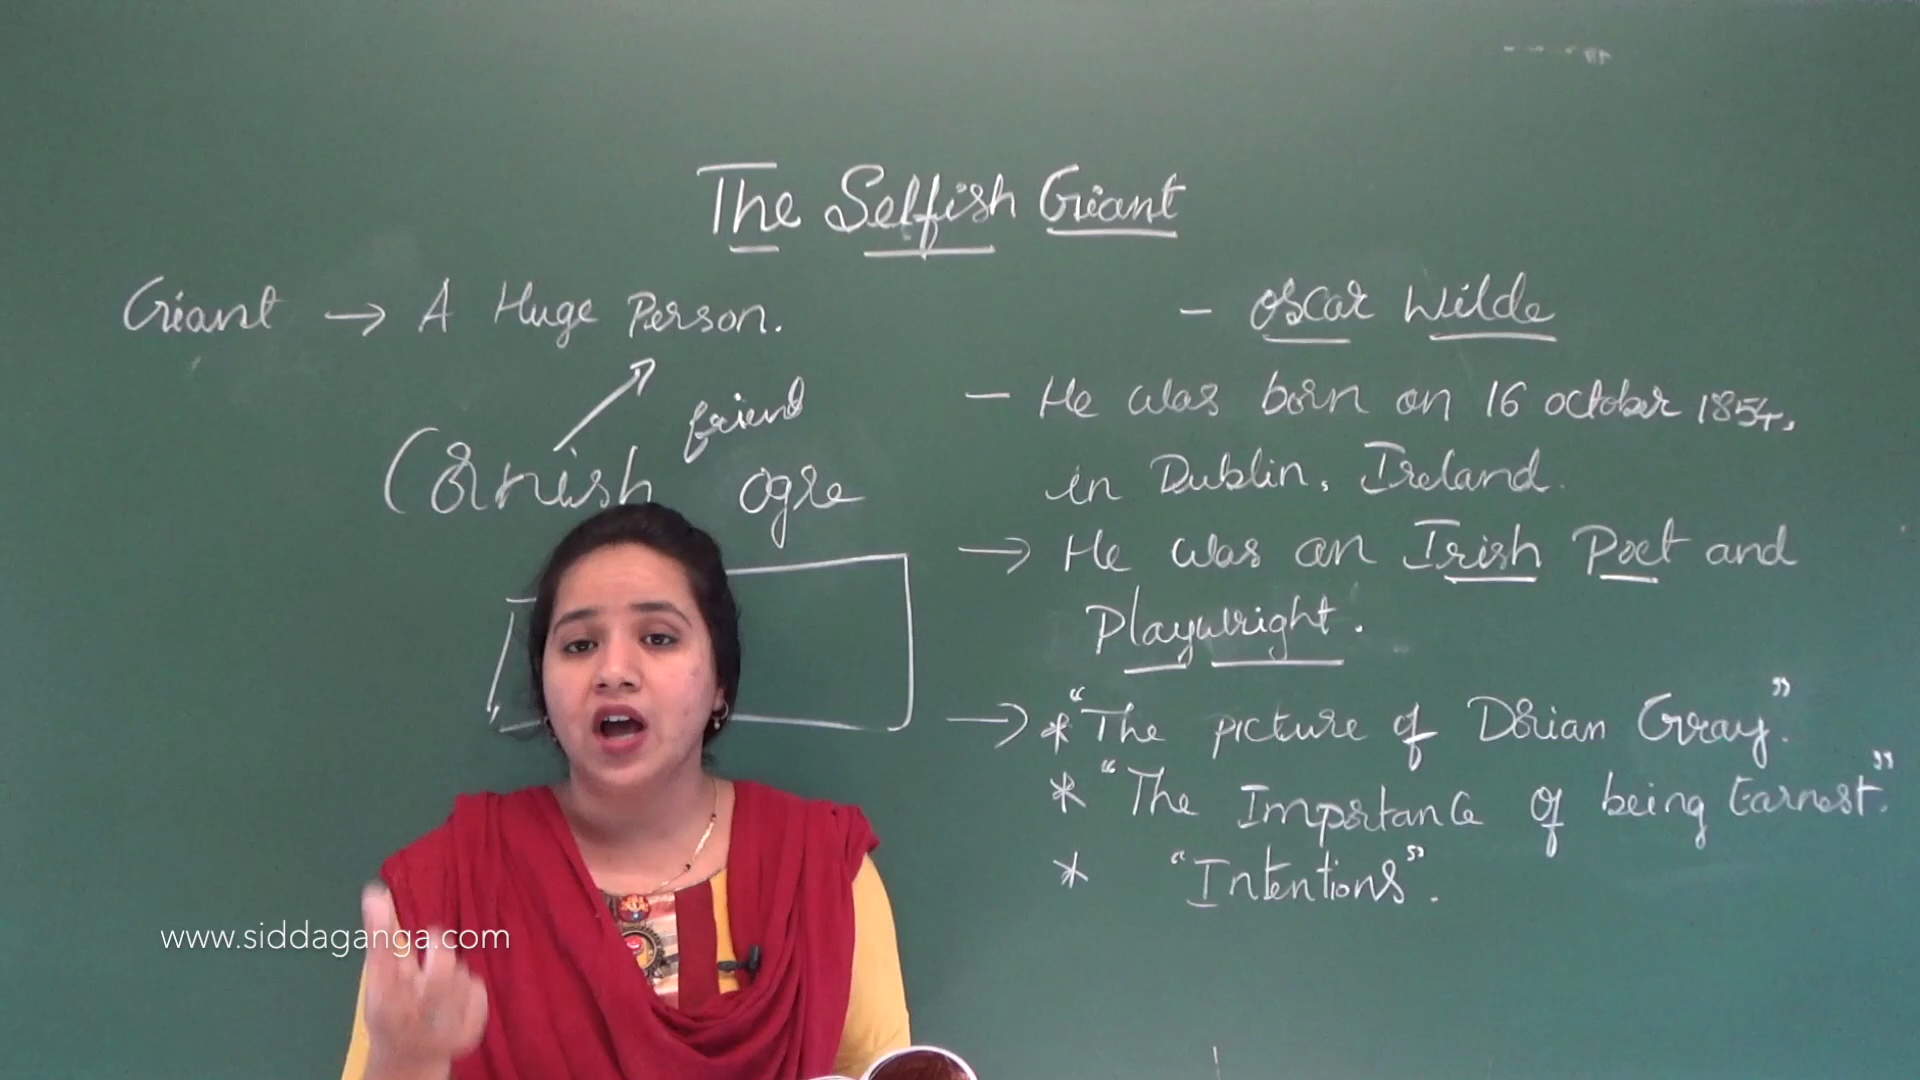 The Selfish Giant
Giant → A Huge Person.
friend
Cornish ogre
- Oscar Wilde
- He was born on 16 october 1854,
in Dublin, Ireland.
→ He was an Irish Poet and
Playwright.
→ * "The picture of Dorian Gray".
* "The Importance of being Earnest".
* "Intentions".
www.siddaganga.com